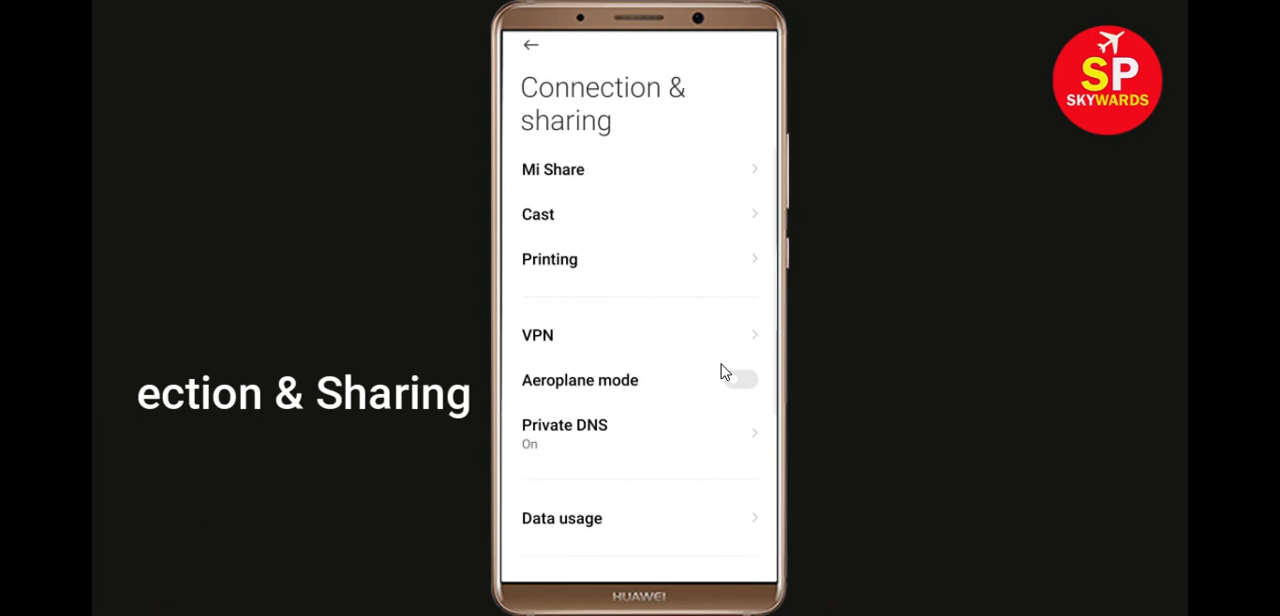 Connection &
sharing
Mi Share
Cast
Printing
VPN
Aeroplane mode
Private DNS
On
Data usage
HUAWEI
ection & Sharing
SP
SKYWARDS